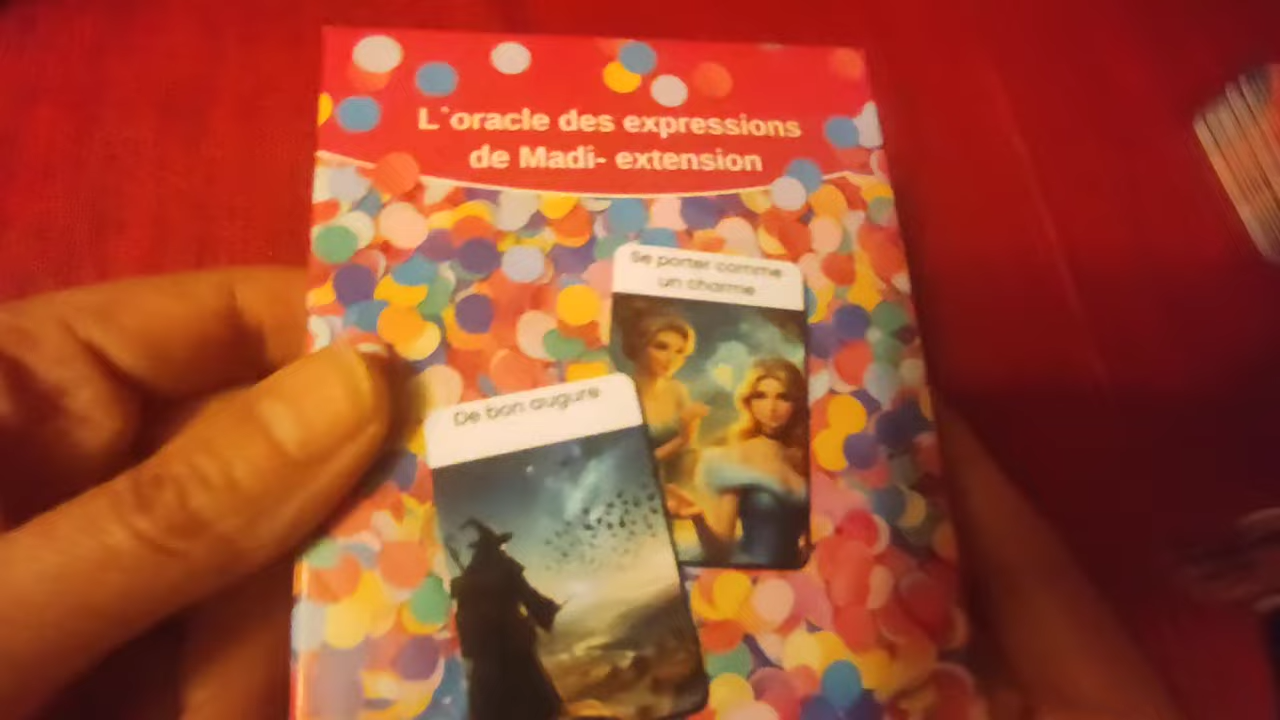 L'oracle des expressions
de Madi- extension
Se porter comme
un charme
De bon augure